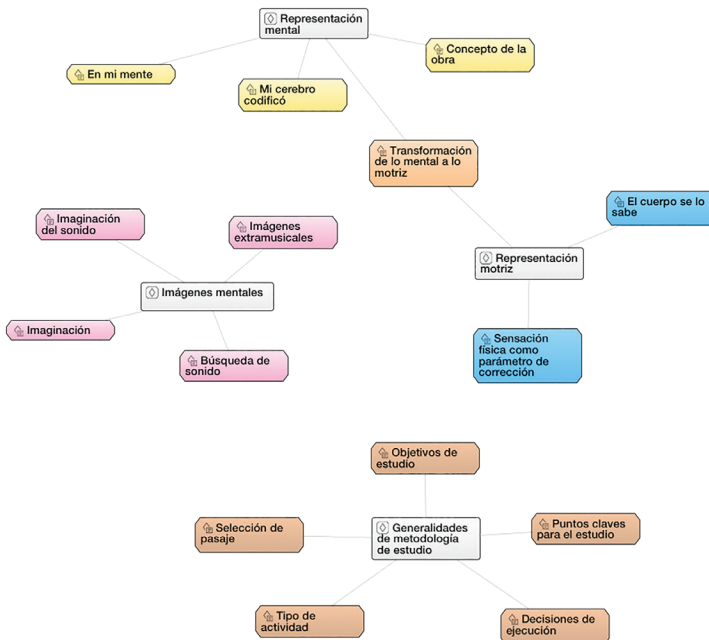 Representación
mental
En mi mente
Mi cerebro
codificó
Concepto de la
obra
Transformación
de lo mental a lo
motriz
Imaginación
del sonido
Imágenes
extramusicales
El cuerpo se lo
sabe
Representación
motriz
Imágenes mentales
Imaginación
Búsqueda de
sonido
Sensación
física como
parámetro de
corrección
Objetivos de
estudio
Selección de
pasaje
Generalidades
de metodología
de estudio
Puntos claves
para el estudio
Tipo de
actividad
Decisiones de
ejecución